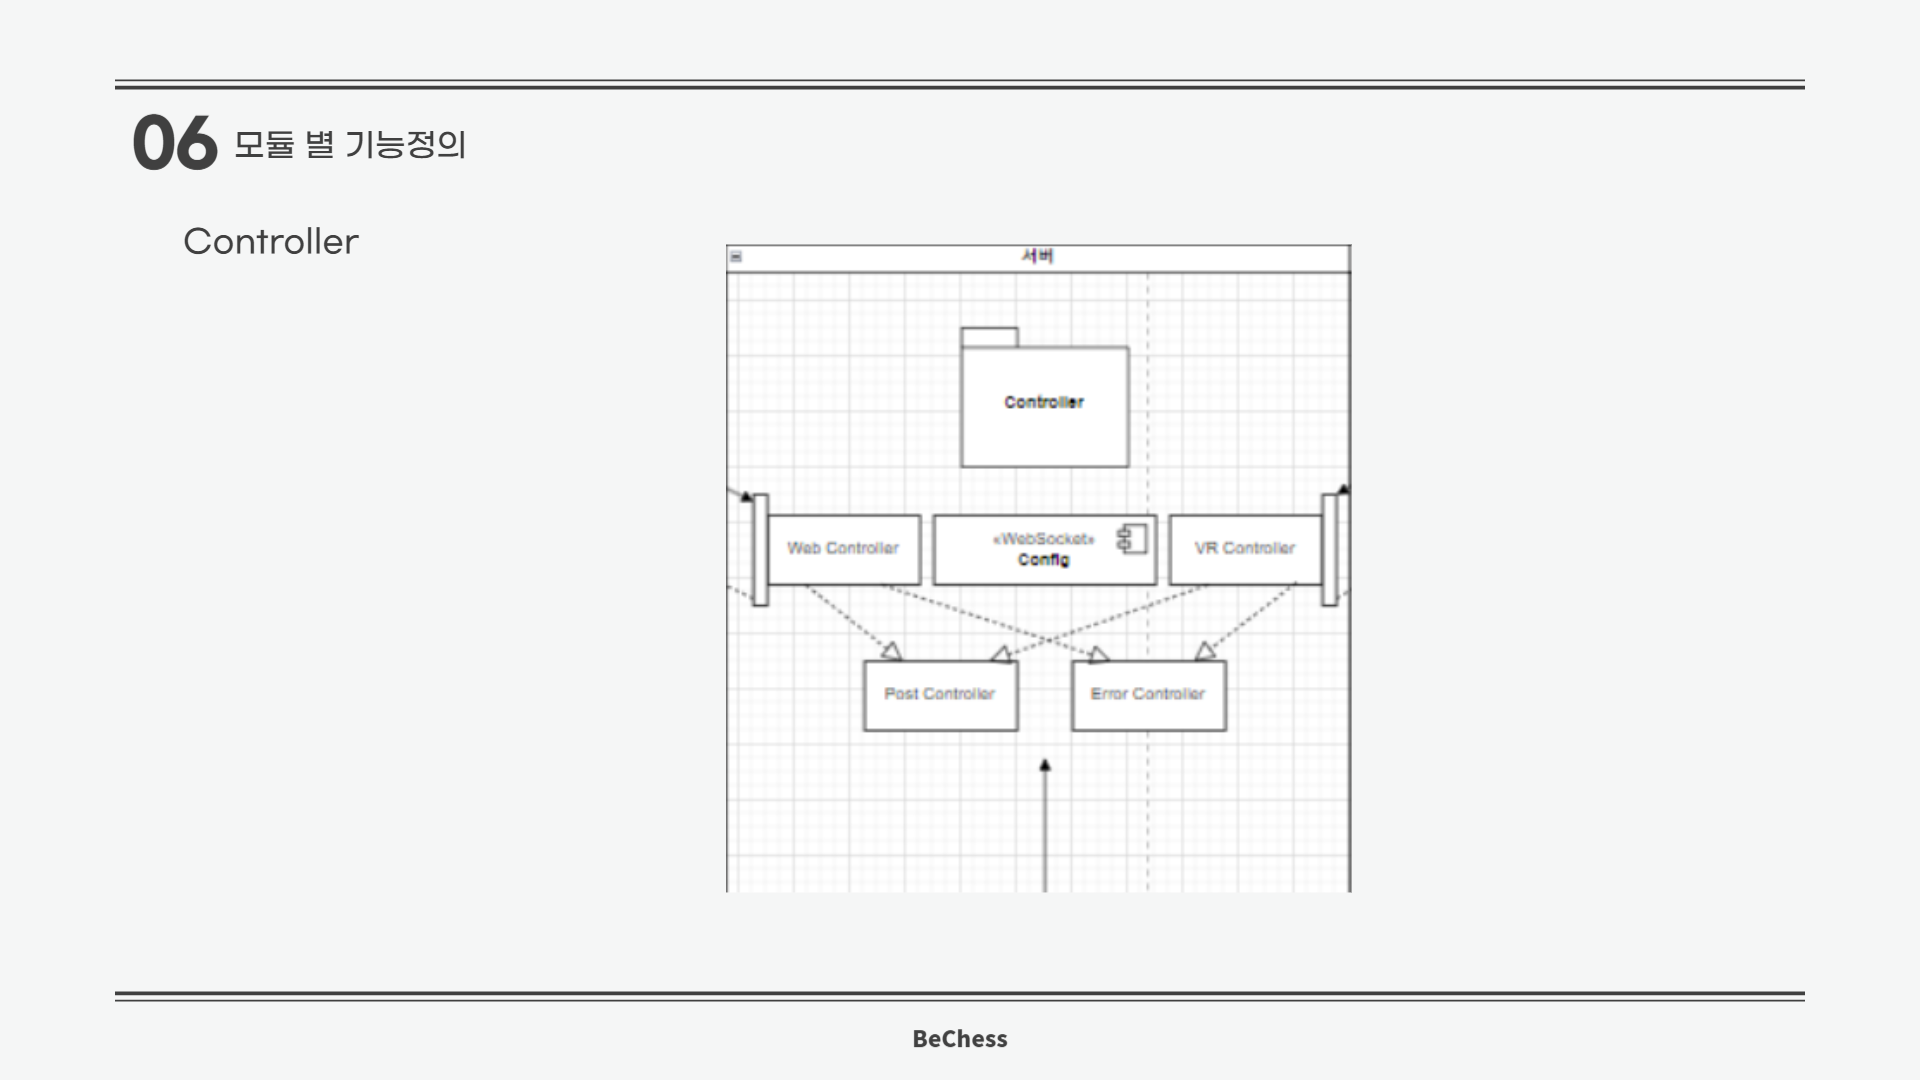 06 모듈 별 기능정의
Controller
서버
Controller
Web Controller
«WebSocket»
Config
VR Controller
Post Controller
Error Controller
BeChess